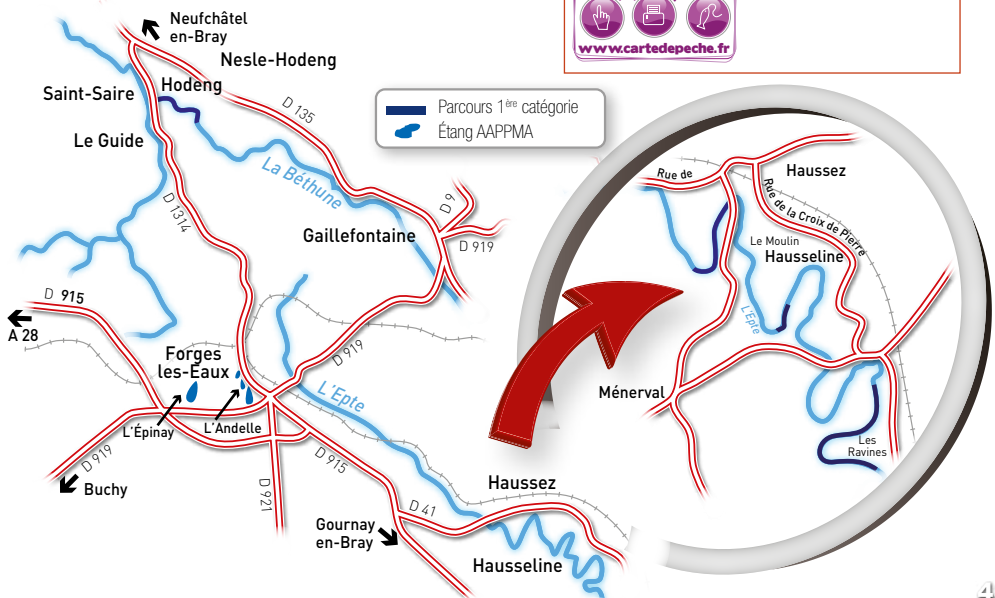 www.cartedepeche.fr
Neufchâtel
en-Bray
Nesle-Hodeng
Saint-Saire
Hodeng
D 135
Parcours 1ère catégorie
Étang AAPPMA
Le Guide
La Béthune
D 1314
D 9
Gaillefontaine
D 919
D 915
A 28
Forges
les-Eaux
D 919
L'Épinay
L'Andelle
L'Epte
D 919
Buchy
D 921
D 915
D 41
Haussez
Gournay
en-Bray
Hausseline
Rue de
Haussez
Rue de la Croix de Pierre
Le Moulin
Hausseline
L'Epte
Ménerval
Les
Ravines
4